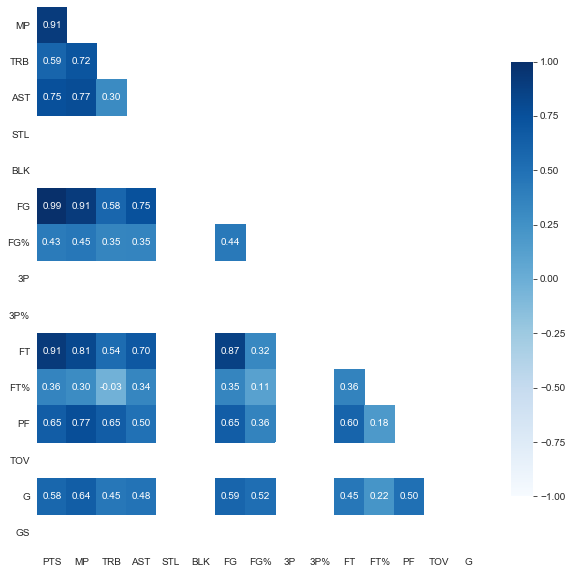 MP 0.91
TRB 0.59 0.72
AST 0.75 0.77 0.30
STL
BLK
FG 0.99 0.91 0.58 0.75
FG% 0.43 0.45 0.35 0.35 0.44
3P
3P%
FT 0.91 0.81 0.54 0.70 0.87 0.32
FT% 0.36 0.30 -0.03 0.34 0.35 0.11 0.36
PF 0.65 0.77 0.65 0.50 0.65 0.36 0.60 0.18
TOV
G 0.58 0.64 0.45 0.48 0.59 0.52 0.45 0.22 0.50
GS
PTS MP TRB AST STL BLK FG FG% 3P 3P% FT FT% PF TOV G
1.00
0.75
0.50
0.25
0.00
−0.25
−0.50
−0.75
−1.00